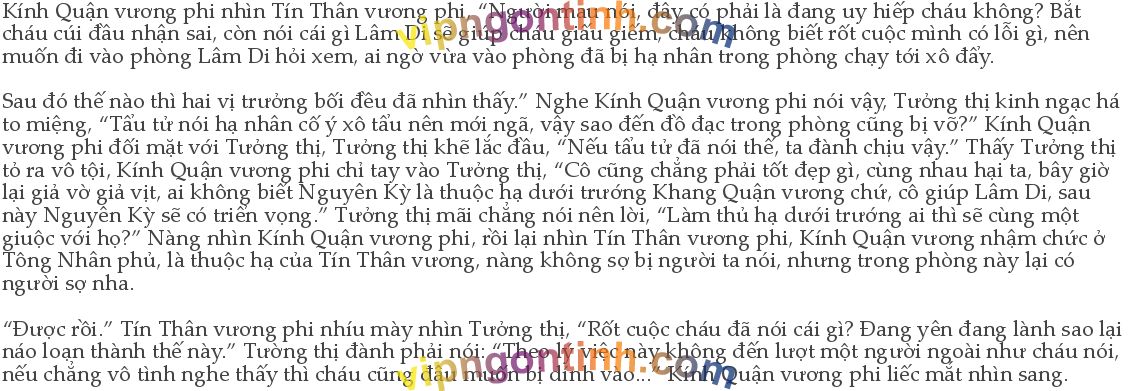 Kính Quận vương phi nhìn Tín Thân vương phi, “Người mau nói, đây có phải là đang uy hiếp cháu không? Bắt
cháu cúi đầu nhận sai, còn nói cái gì Lâm Di sẽ giúp cháu giấu giếm, cháu không biết rốt cuộc mình có lỗi gì, nên
muốn đi vào phòng Lâm Di hỏi xem, ai ngờ vừa vào phòng đã bị hạ nhân trong phòng chạy tới xô đẩy.
vipngontinh.com
Sau đó thế nào thì hai vị trưởng bối đều đã nhìn thấy.” Nghe Kính Quận vương phi nói vậy, Tưởng thị kinh ngạc há
to miệng, “Tẩu tử nói hạ nhân cố ý xô tẩu nên mới ngã, vậy sao đến đồ đạc trong phòng cũng bị vỡ?” Kính Quận
vương phi đối mặt với Tưởng thị, Tưởng thị khẽ lắc đầu, “Nếu tẩu tử đã nói thế, ta đành chịu vậy.” Thấy Tưởng thị
tỏ ra vô tội, Kính Quận vương phi chỉ tay vào Tưởng thị, “Cô cũng chẳng phải tốt đẹp gì, cùng nhau hại ta, bây giờ
lại giả vờ giả vịt, ai không biết Nguyên Kỳ là thuộc hạ dưới trướng Khang Quận vương chứ, cô giúp Lâm Di, sau
này Nguyên Kỳ sẽ có triển vọng.” Tưởng thị mãi chẳng nói nên lời, “Làm thủ hạ dưới trướng ai thì sẽ cùng một
giuộc với họ?” Nàng nhìn Kính Quận vương phi, rồi lại nhìn Tín Thân vương phi, Kính Quận vương nhậm chức ở
Tông Nhân phủ, là thuộc hạ của Tín Thân vương, nàng không sợ bị người ta nói, nhưng trong phòng này lại có
người sợ nha.
“Được rồi.” Tín Thân vương phi nhíu mày nhìn Tưởng thị, “Rốt cuộc cháu đã nói cái gì? Đang yên đang lành sao lại
náo loạn thành thế này.” Tường thị đành phải nói: “Theo lý việc này không đến lượt một người ngoài như cháu nói,
nếu chẳng vô tình nghe thấy thì cháu cũng đâu muốn bị dính vào...” Kính Quận vương phi liếc mắt nhìn sang.
vipngontinh.com